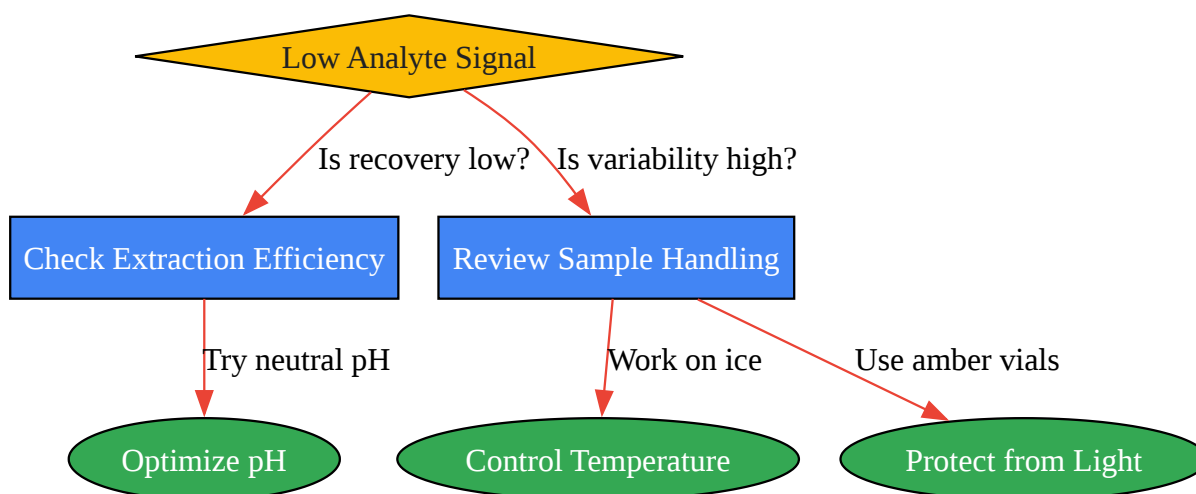 Low Analyte Signal
Is recovery low?
Is variability high?
Check Extraction Efficiency
Review Sample Handling
Try neutral pH
Work on ice
Use amber vials
Optimize pH
Control Temperature
Protect from Light